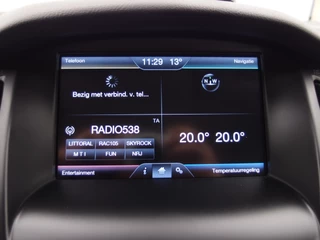 Telefoon 11:29 13° Navigatie
N W
Bezig met verbind. v. tel...
TA
RADIO538
20.0° 20.0°
LITTORAL RAC105 SKYROCK
M T I FUN NRJ
Entertainment i Temperatuurregeling